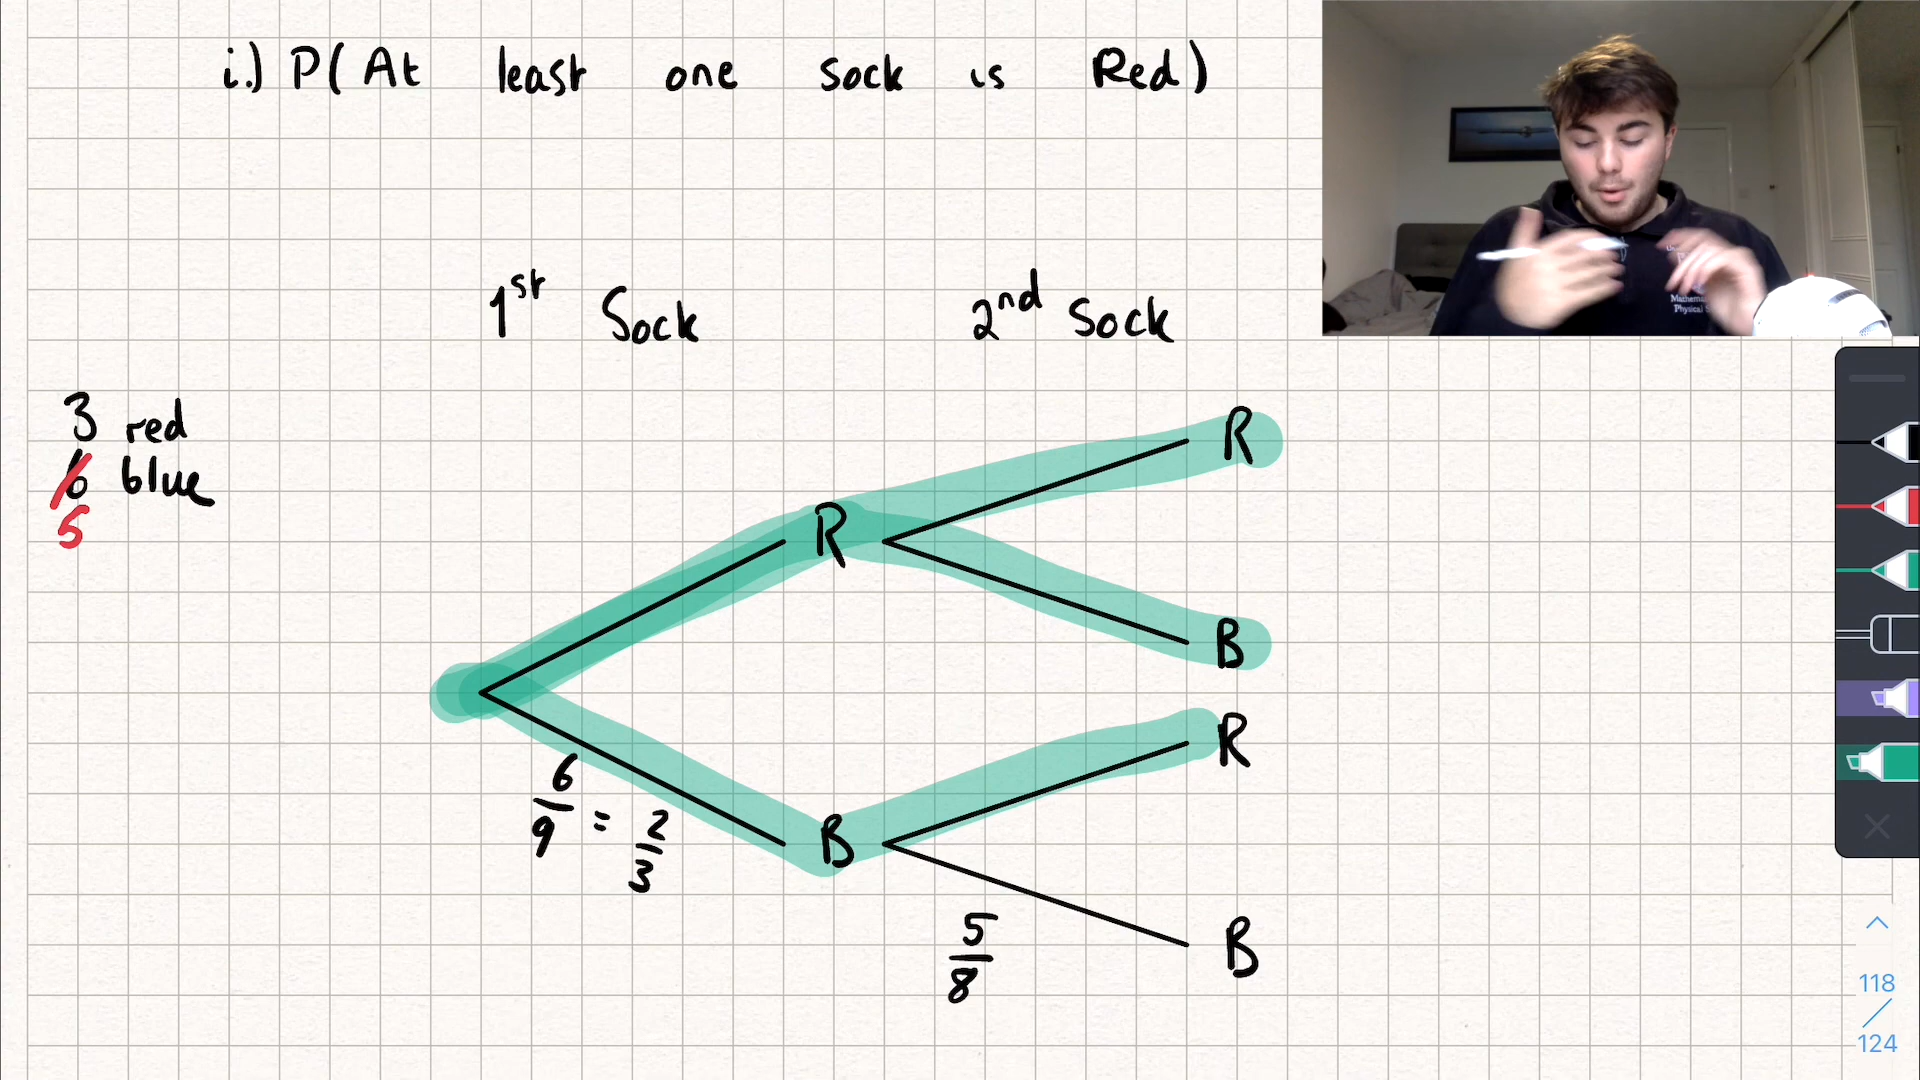 i.) P(At least one sock is Red)
1st Sock
2nd Sock
3 red
6 blue
5
R
R
B
R
B
B
6/9 = 2/3
5/8
118
/
124